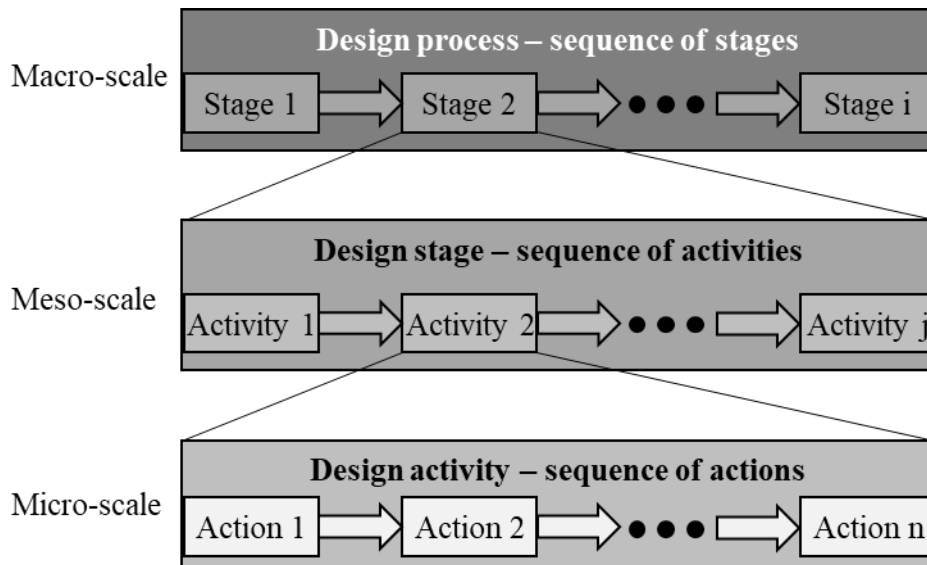 Design process – sequence of stages
Macro-scale
Stage 1 Stage 2 Stage i
Design stage – sequence of activities
Meso-scale
Activity 1 Activity 2 Activity j
Design activity – sequence of actions
Micro-scale
Action 1 Action 2 Action n